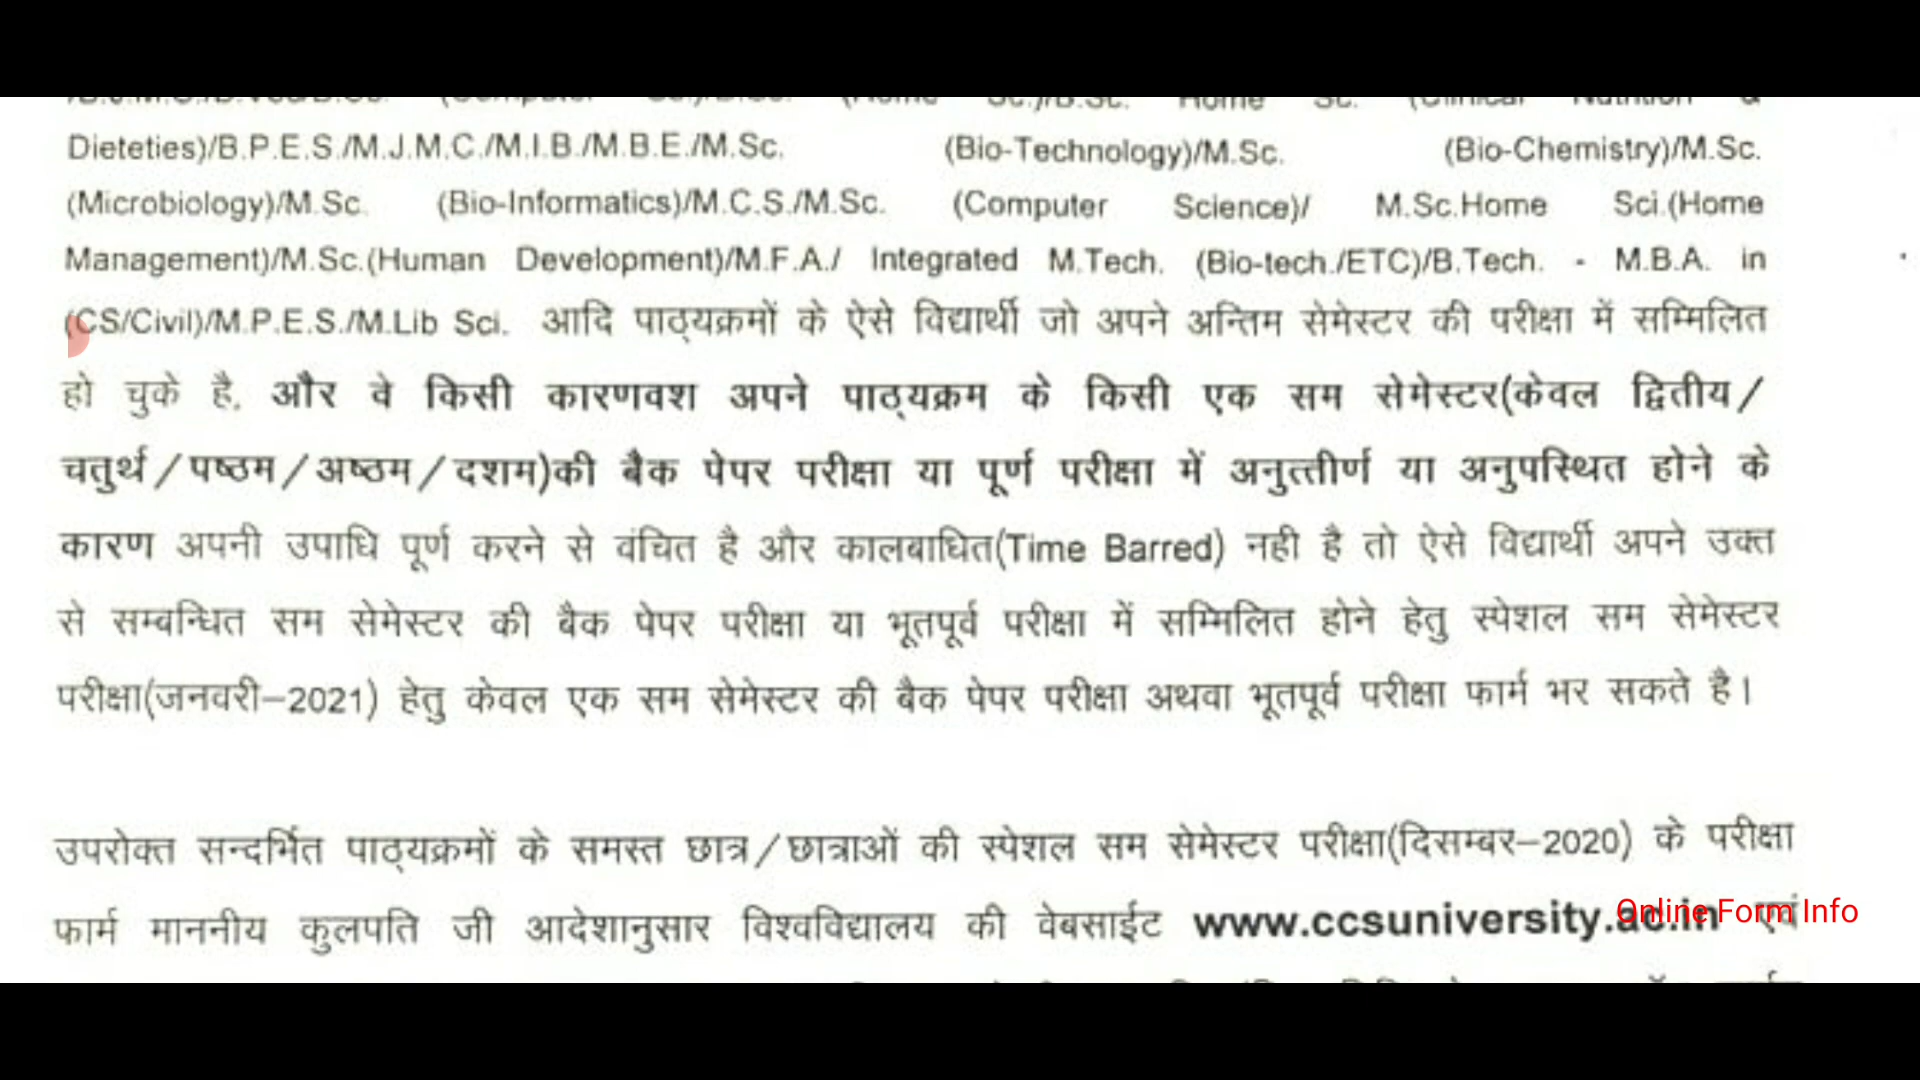 Dieteties)/B.P.E.S./M.J.M.C./M.I.B./M.B.E./M.Sc. (Bio-Technology)/M.Sc. (Bio-Chemistry)/M.Sc.
(Microbiology)/M.Sc. (Bio-Informatics)/M.C.S./M.Sc. (Computer Science)/ M.Sc.Home Sci.(Home
Management)/M.Sc.(Human Development)/M.F.A./ Integrated M.Tech. (Bio-tech./ETC)/B.Tech. - M.B.A. in
(CS/Civil)/M.P.E.S./M.Lib Sci. आदि पाठ्यक्रमों के ऐसे विद्यार्थी जो अपने अन्तिम सेमेस्टर की परीक्षा में सम्मिलित
हो चुके है, और वे किसी कारणवश अपने पाठ्यक्रम के किसी एक सम सेमेस्टर(केवल द्वितीय/
चतुर्थ/पष्ठम/अष्ठम/दशम)की बैक पेपर परीक्षा या पूर्ण परीक्षा में अनुत्तीर्ण या अनुपस्थित होने के
कारण अपनी उपाधि पूर्ण करने से वंचित है और कालबाधित(Time Barred) नही है तो ऐसे विद्यार्थी अपने उक्त
से सम्बन्धित सम सेमेस्टर की बैक पेपर परीक्षा या भूतपूर्व परीक्षा में सम्मिलित होने हेतु स्पेशल सम सेमेस्टर
परीक्षा(जनवरी–2021) हेतु केवल एक सम सेमेस्टर की बैक पेपर परीक्षा अथवा भूतपूर्व परीक्षा फार्म भर सकते है।
उपरोक्त सन्दर्भित पाठ्यक्रमों के समस्त छात्र/छात्राओं की स्पेशल सम सेमेस्टर परीक्षा(दिसम्बर–2020) के परीक्षा
फार्म माननीय कुलपति जी आदेशानुसार विश्वविद्यालय की वेबसाईट www.ccsuniversity.ac.in एवं
Online Form Info